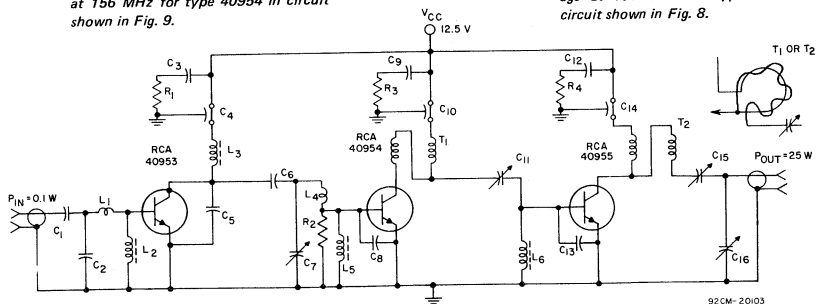 at 156 MHz for type 40954 in circuit
shown in Fig. 9.
circuit shown in Fig. 8.
VCC
12.5 V
C3
R1
C4
L3
C9
R3
C10
T1
C12
R4
C14
T2
T1 OR T2
RCA
40953
RCA
40954
RCA
40955
C6
C11
C15
POUT = 25 W
PIN = 0.1 W
C1
L1
C2
L2
C5
L4
R2
C7
L5
C8
L6
C13
C16
92CM-20103